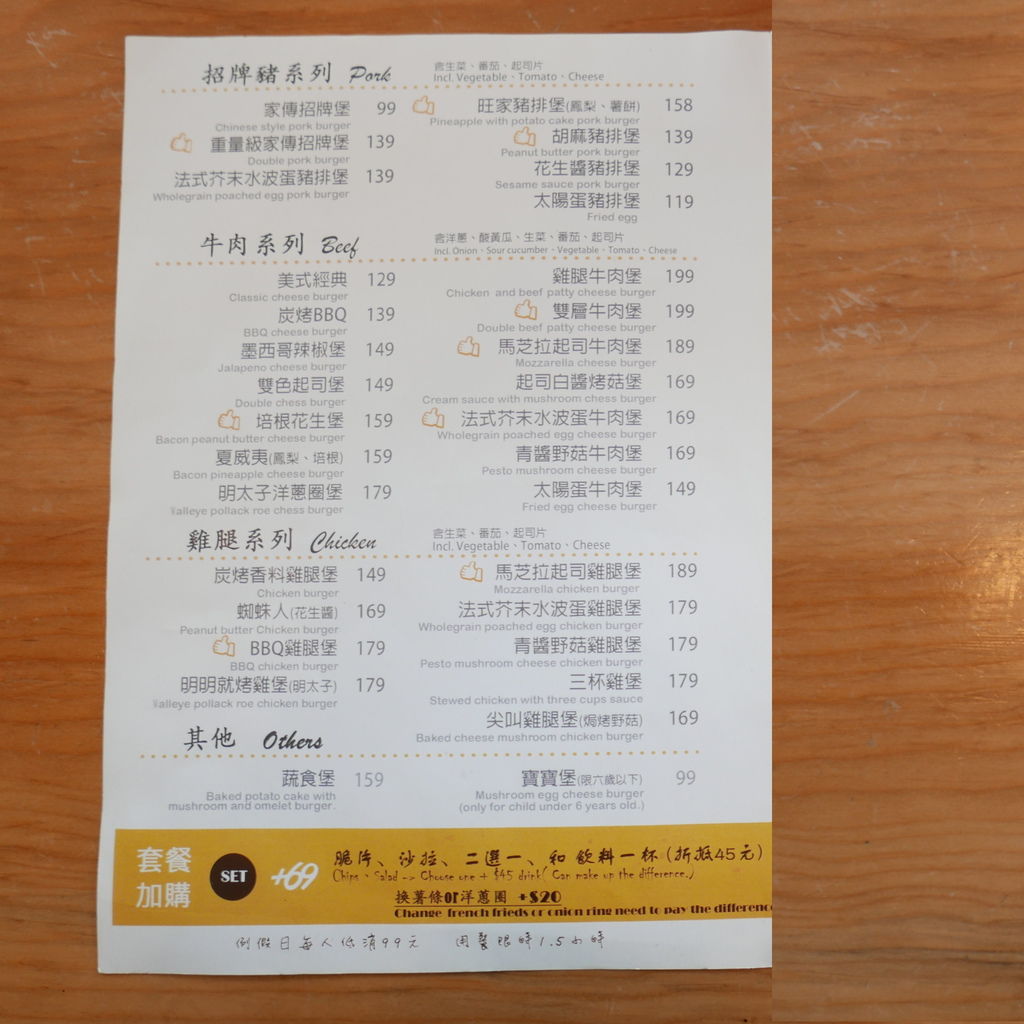 招牌豬系列 Pork
含生菜、番茄、起司片
Incl. Vegetable、Tomato、Cheese
家傳招牌堡 99
Chinese style pork burger
重量級家傳招牌堡 139
Double pork burger
法式芥末水波蛋豬排堡 139
Wholegrain poached egg pork burger
旺家豬排堡(鳳梨、薯餅) 158
Pineapple with potato cake pork burger
胡麻豬排堡 139
Peanut butter pork burger
花生醬豬排堡 129
Sesame sauce pork burger
太陽蛋豬排堡 119
Fried egg
牛肉系列 Beef
含洋蔥、酸黃瓜、生菜、番茄、起司片
Incl. Onion、Sour cucumber、Vegetable、Tomato、Cheese
美式經典 129
Classic cheese burger
炭烤BBQ 139
BBQ cheese burger
墨西哥辣椒堡 149
Jalapeno cheese burger
雙色起司堡 149
Double chess burger
培根花生堡 159
Bacon peanut butter cheese burger
夏威夷(鳳梨、培根) 159
Bacon pineapple cheese burger
明太子洋蔥圈堡 179
Walleye pollack roe chess burger
雞腿牛肉堡 199
Chicken and beef patty cheese burger
雙層牛肉堡 199
Double beef patty cheese burger
馬芝拉起司牛肉堡 189
Mozzarella cheese burger
起司白醬烤菇堡 169
Cream sauce with mushroom chess burger
法式芥末水波蛋牛肉堡 169
Wholegrain poached egg cheese burger
青醬野菇牛肉堡 169
Pesto mushroom cheese burger
太陽蛋牛肉堡 149
Fried egg cheese burger
雞腿系列 Chicken
含生菜、番茄、起司片
Incl. Vegetable、Tomato、Cheese
炭烤香料雞腿堡 149
Chicken burger
蜘蛛人(花生醬) 169
Peanut butter Chicken burger
BBQ雞腿堡 179
BBQ chicken burger
明明就烤雞堡(明太子) 179
Walleye pollack roe chicken burger
馬芝拉起司雞腿堡 189
Mozzarella chicken burger
法式芥末水波蛋雞腿堡 179
Wholegrain poached egg chicken burger
青醬野菇雞腿堡 179
Pesto mushroom cheese chicken burger
三杯雞堡 179
Stewed chicken with three cups sauce
尖叫雞腿堡(焗烤野菇) 169
Baked cheese mushroom chicken burger
其他 Others
蔬食堡 159
Baked potato cake with
mushroom and omelet burger.
寶寶堡(限六歲以下) 99
Mushroom egg cheese burger
(only for child under 6 years old.)
套餐
加購
SET
+69
脆片、沙拉、二選一、和飲料一杯(折抵45元)
Chips、Salad -> Choose one + $45 drink( Can make up the difference.)
換薯條or洋蔥圈 +$20
Change french frieds or onion ring need to pay the differenc
例假日每人低消99元 用餐限時1.5小時